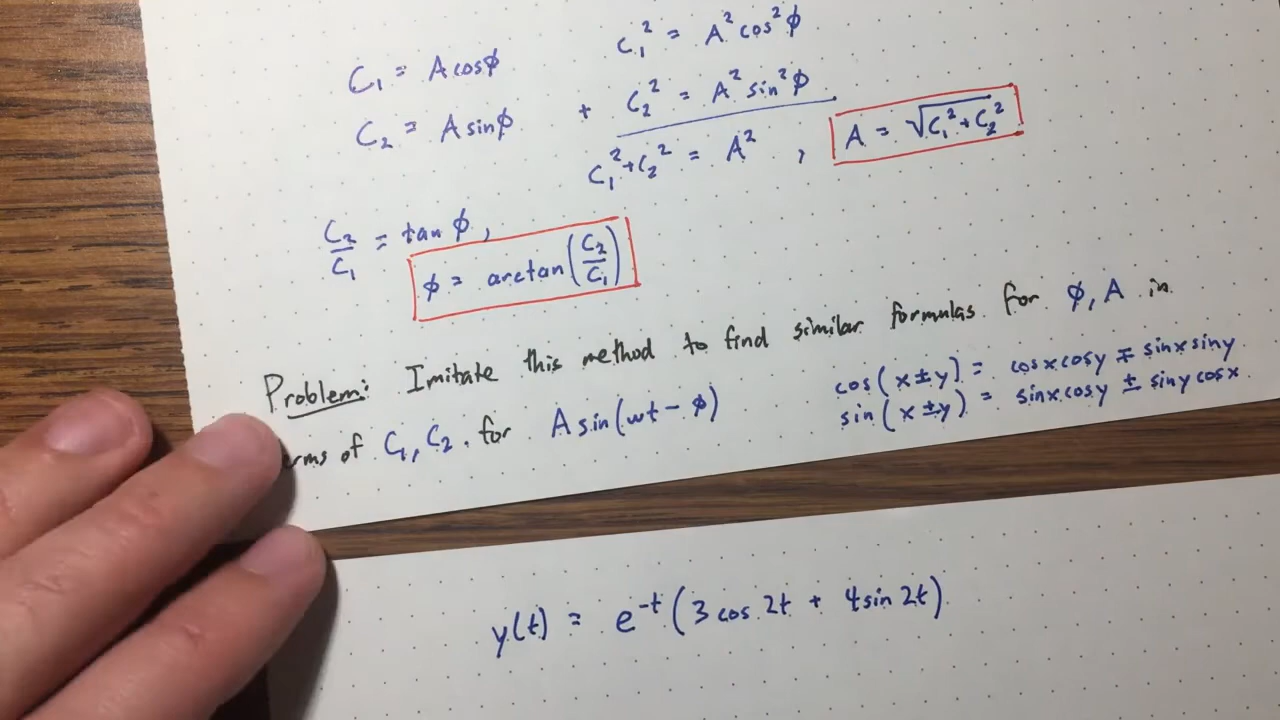 C₁ = A cos φ
C₂ = A sin φ
C₁² = A² cos² φ
+ C₂² = A² sin² φ
C₁² + C₂² = A² , A = √C₁² + C₂²
C₂/C₁ = tan φ ,
φ = arctan(C₂/C₁)
Problem: Imitate this method to find similar formulas for φ, A in
erms of C₁, C₂ for A sin(ωt − φ)
cos(x ± y) = cos x cos y ∓ sin x sin y
sin(x ± y) = sin x cos y ± sin y cos x
y(t) = e⁻ᵗ (3 cos 2t + 4 sin 2t)